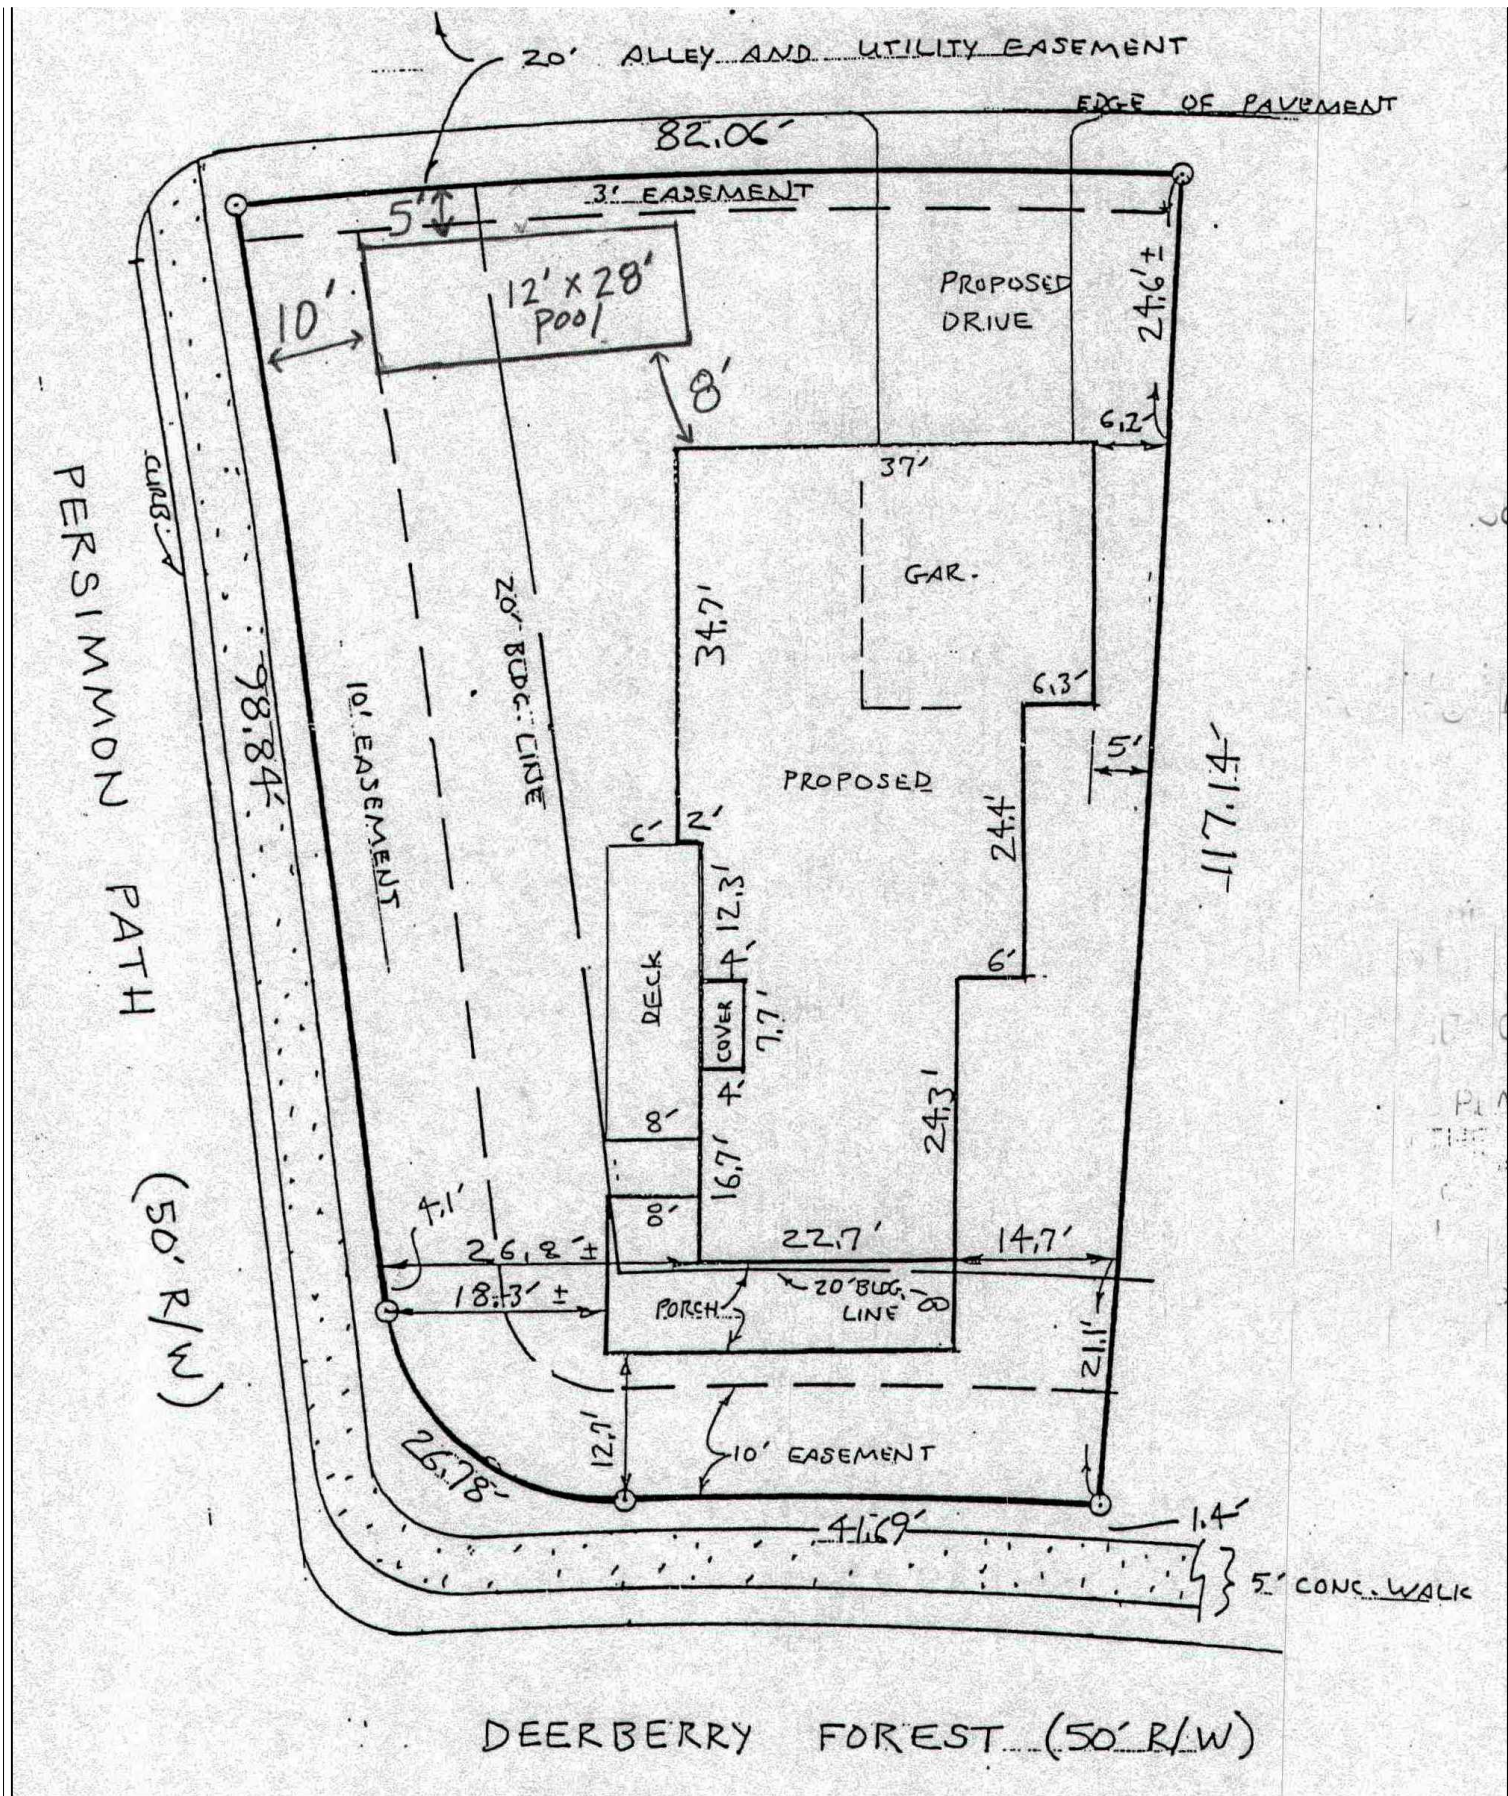 20' ALLEY AND UTILITY EASEMENT
EDGE OF PAVEMENT
82.06'
3' EASEMENT
5'
12' x 28'
pool
10'
8'
PROPOSED
DRIVE
24.6'±
6.2'
37'
GAR.
CURB
PERSIMMON PATH (50' R/W)
98.84'
10' EASEMENT
20' BLDG. LINE
34.7'
6.3'
5'
PROPOSED
24.4'
117.14'
6'
2'
12.3'
4'
DECK
COVER
7.7'
6'
4'
8'
16.7'
24.3'
8'
4.1'
26.8'±
22.7'
14.7'
18.3' ±
PORCH
20' BLDG.
LINE
8'
21.1'
12.7'
10' EASEMENT
26.78'
41.69'
1.4'
5' CONC. WALK
DEERBERRY FOREST (50' R/W)